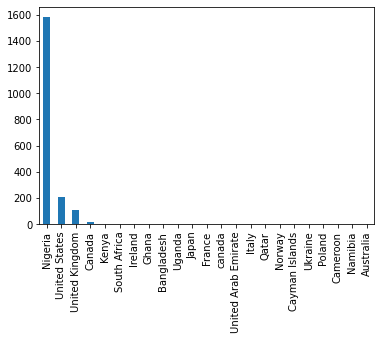 1600
1400
1200
1000
800
600
400
200
0
Nigeria
United States
United Kingdom
Canada
Kenya
South Africa
Ireland
Ghana
Bangladesh
Uganda
Japan
France
canada
United Arab Emirate
Italy
Qatar
Norway
Cayman Islands
Ukraine
Poland
Cameroon
Namibia
Australia